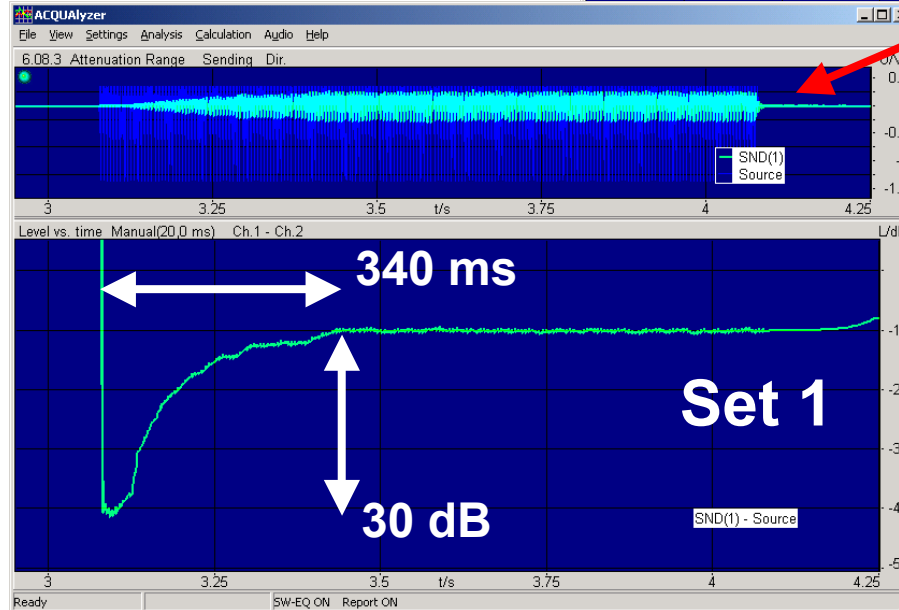 ACQUAlyzer
File View Settings Analysis Calculation Audio Help
6.08.3 Attenuation Range Sending Dir.
SND(1)
Source
3 3.25 3.5 t/s 3.75 4 4.25
Level vs. time Manual(20,0 ms) Ch.1 - Ch.2
340 ms
Set 1
30 dB
SND(1) - Source
3 3.25 3.5 t/s 3.75 4 4.25
Ready SW-EQ ON Report ON